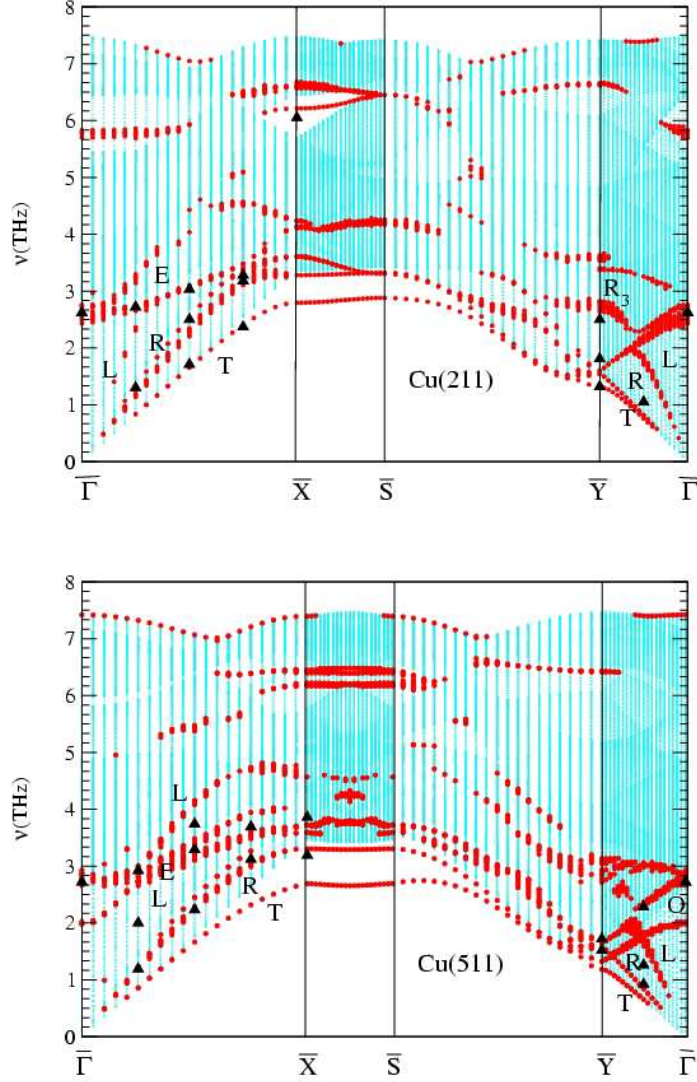 8
7
6
5
4
3
2
1
0
ν(THz)
E
L
R
T
R3
L
R
T
Cu(211)
Γ̅ X̅ S̅ Y̅ Γ̅
8
7
6
5
4
3
2
1
0
ν(THz)
L
E
L
R
T
O
L
R
T
Cu(511)
Γ̅ X̅ S̅ Y̅ Γ̅